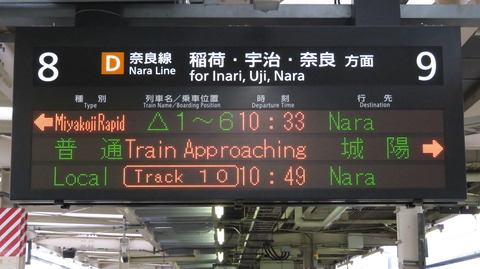 8 D 奈良線 稲荷・宇治・奈良 方面 9
Nara Line for Inari, Uji, Nara
種別 列車名／乗車位置 時刻 行先
Type Train Name/Boarding Position Departure Time Destination
←Miyakoji Rapid △1～6 10:33 Nara
普通 Train Approaching 城陽→
Local Track 10 10:49 Nara